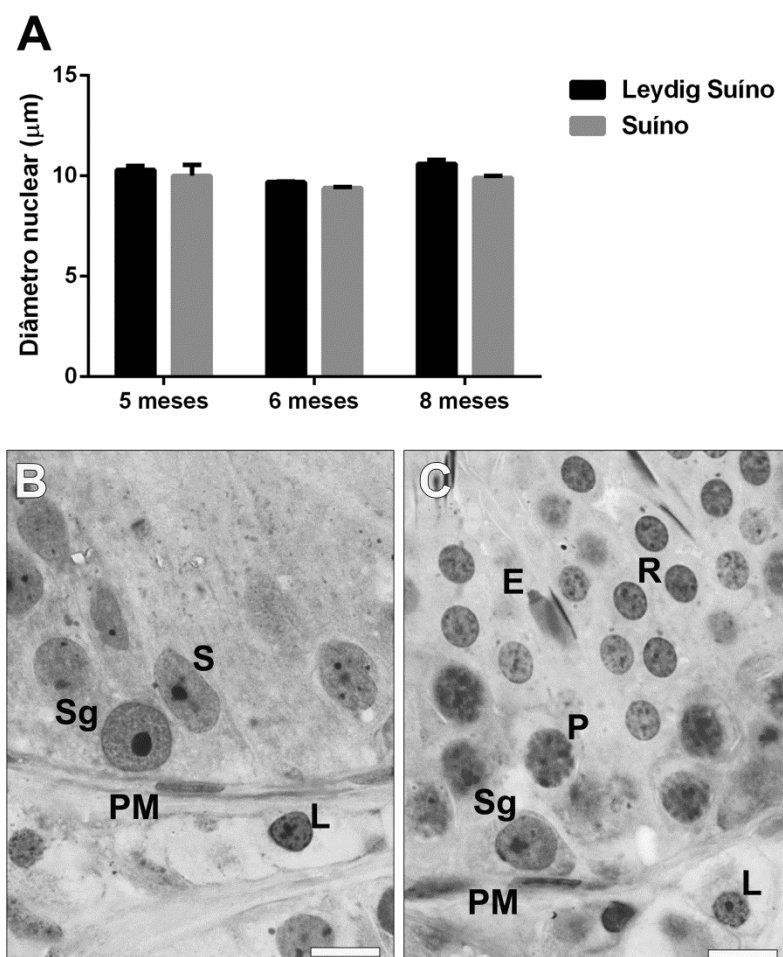 A
15
10
5
0
Diâmetro nuclear (µm)
5 meses
6 meses
8 meses
Leydig Suíno
Suíno
B
S
Sg
PM
L
C
E
R
P
Sg
PM
L